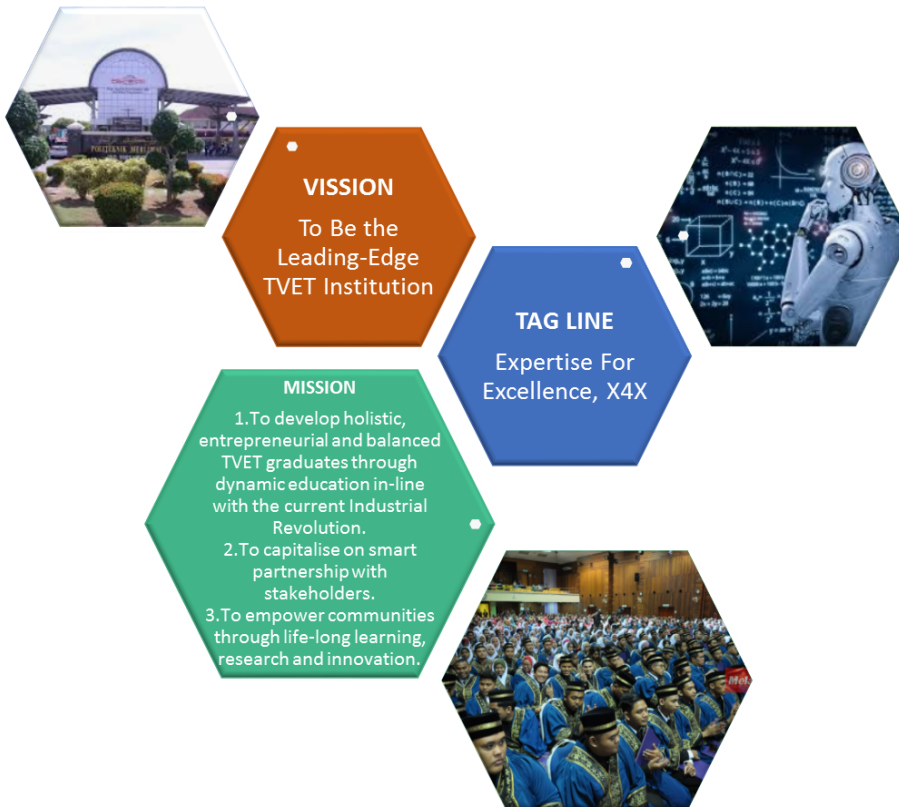 POLITEKNIK MERLIMAU
VISSION
To Be the
Leading-Edge
TVET Institution
TAG LINE
Expertise For
Excellence, X4X
MISSION
1.To develop holistic,
entrepreneurial and balanced
TVET graduates through
dynamic education in-line
with the current Industrial
Revolution.
2.To capitalise on smart
partnership with
stakeholders.
3.To empower communities
through life-long learning,
research and innovation.